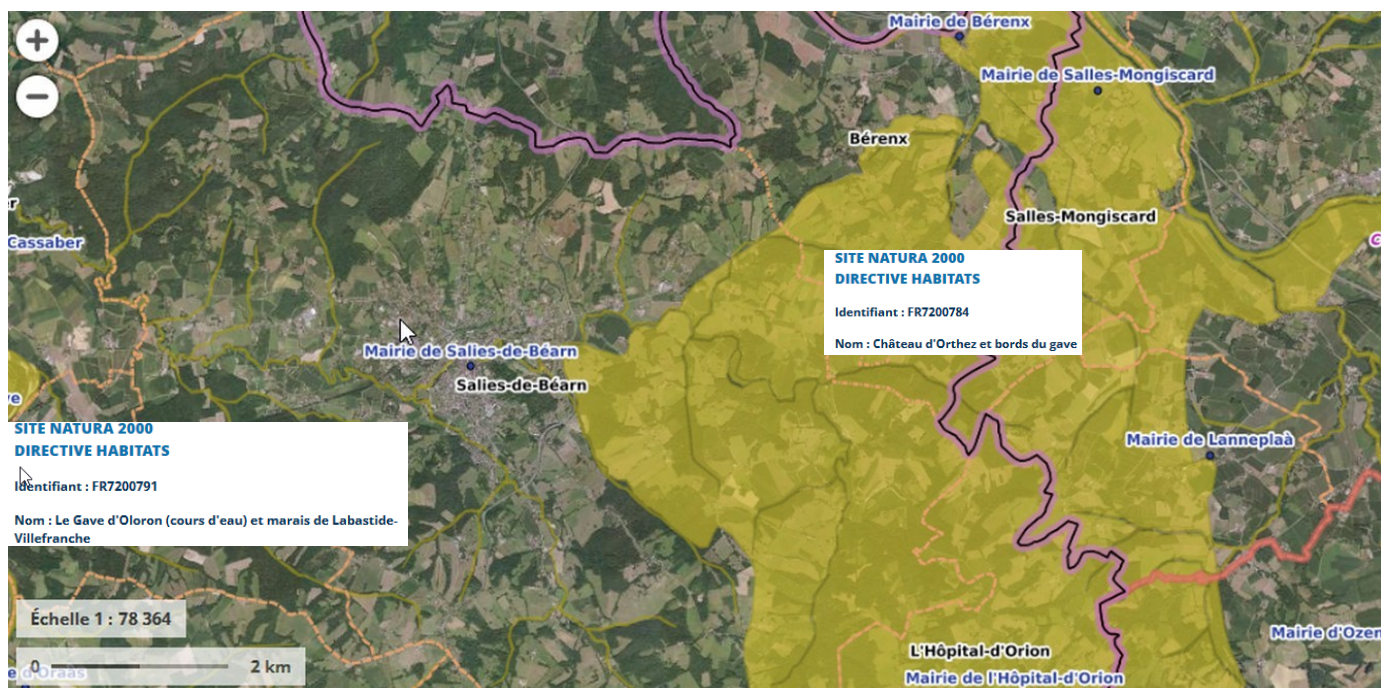 +
−
Mairie de Bérenx
Mairie de Salles-Mongiscard
Bérenx
Salles-Mongiscard
Cassaber
SITE NATURA 2000
DIRECTIVE HABITATS
Identifiant : FR7200784
Nom : Château d'Orthez et bords du gave
Mairie de Salies-de-Béarn
Salies-de-Béarn
SITE NATURA 2000
DIRECTIVE HABITATS
Identifiant : FR7200791
Nom : Le Gave d'Oloron (cours d'eau) et marais de Labastide-
Villefranche
Mairie de Lanneplaà
Échelle 1 : 78 364
0 2 km
e d'Oraàs
L'Hôpital-d'Orion
Mairie de l'Hôpital-d'Orion
Mairie d'Ozen